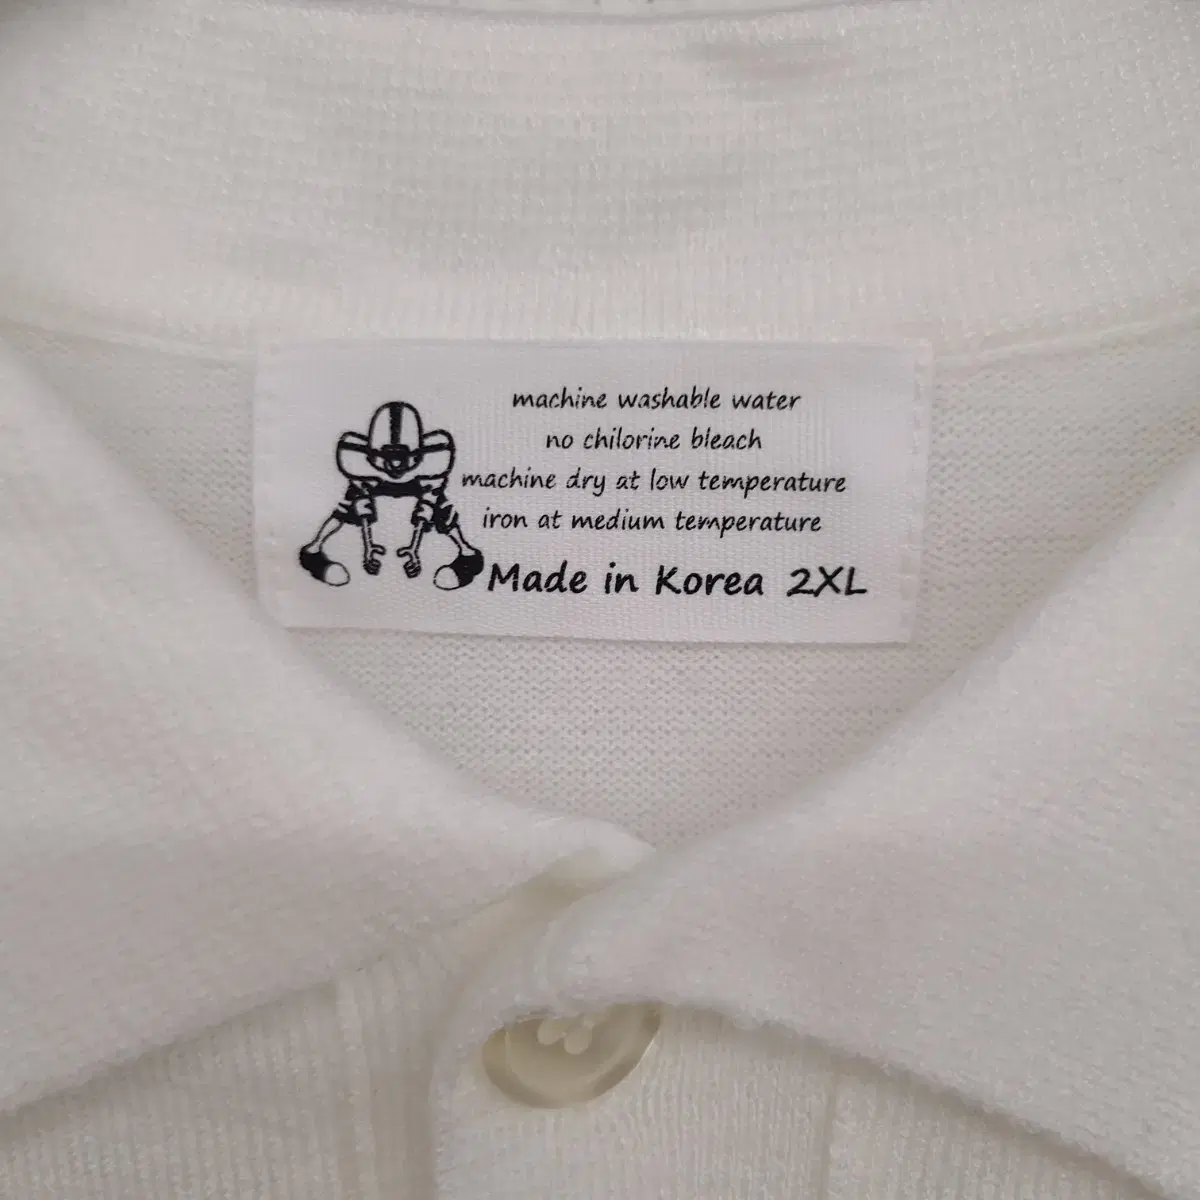 machine washable water
no chilorine bleach
machine dry at low temperature
iron at medium temperature
Made in Korea 2XL